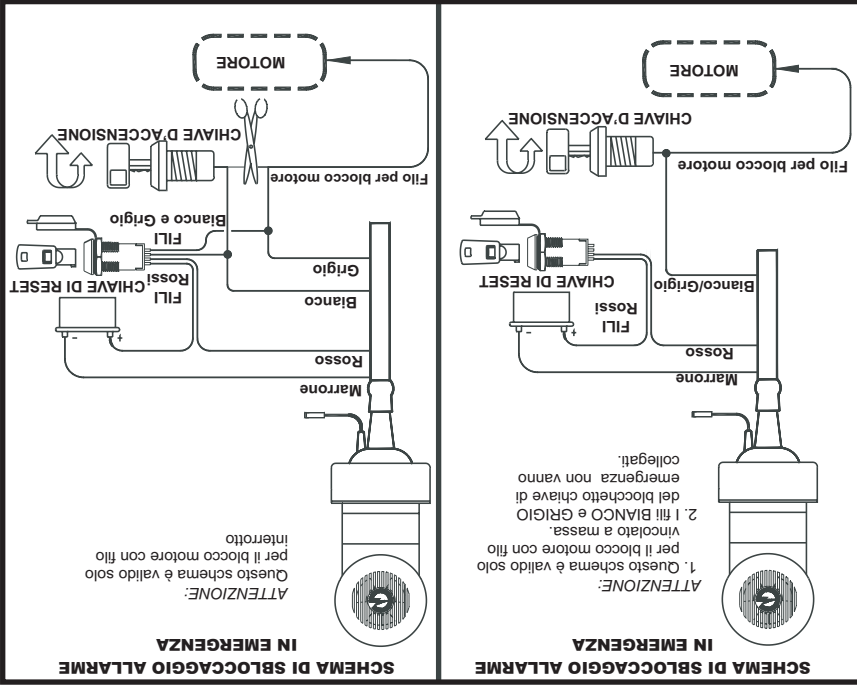 SCHEMA DI SBLOCCAGGIO ALLARME
IN EMERGENZA
ATTENZIONE:
1. Questo schema è valido solo
per il blocco motore con filo
vincolato a massa.
2. I fili BIANCO e GRIGIO
del blocchetto chiave di
emergenza non vanno
collegati.
Marrone
Rosso
+ −
FILI
Rossi
Bianco/Grigio
CHIAVE DI RESET
Filo per blocco motore
CHIAVE D'ACCENSIONE
MOTORE
SCHEMA DI SBLOCCAGGIO ALLARME
IN EMERGENZA
ATTENZIONE:
Questo schema è valido solo
per il blocco motore con filo
interrotto
Marrone
Rosso
+ −
Bianco
FILI
Rossi
CHIAVE DI RESET
Grigio
FILI
Bianco e Grigio
Filo per blocco motore
CHIAVE D'ACCENSIONE
MOTORE